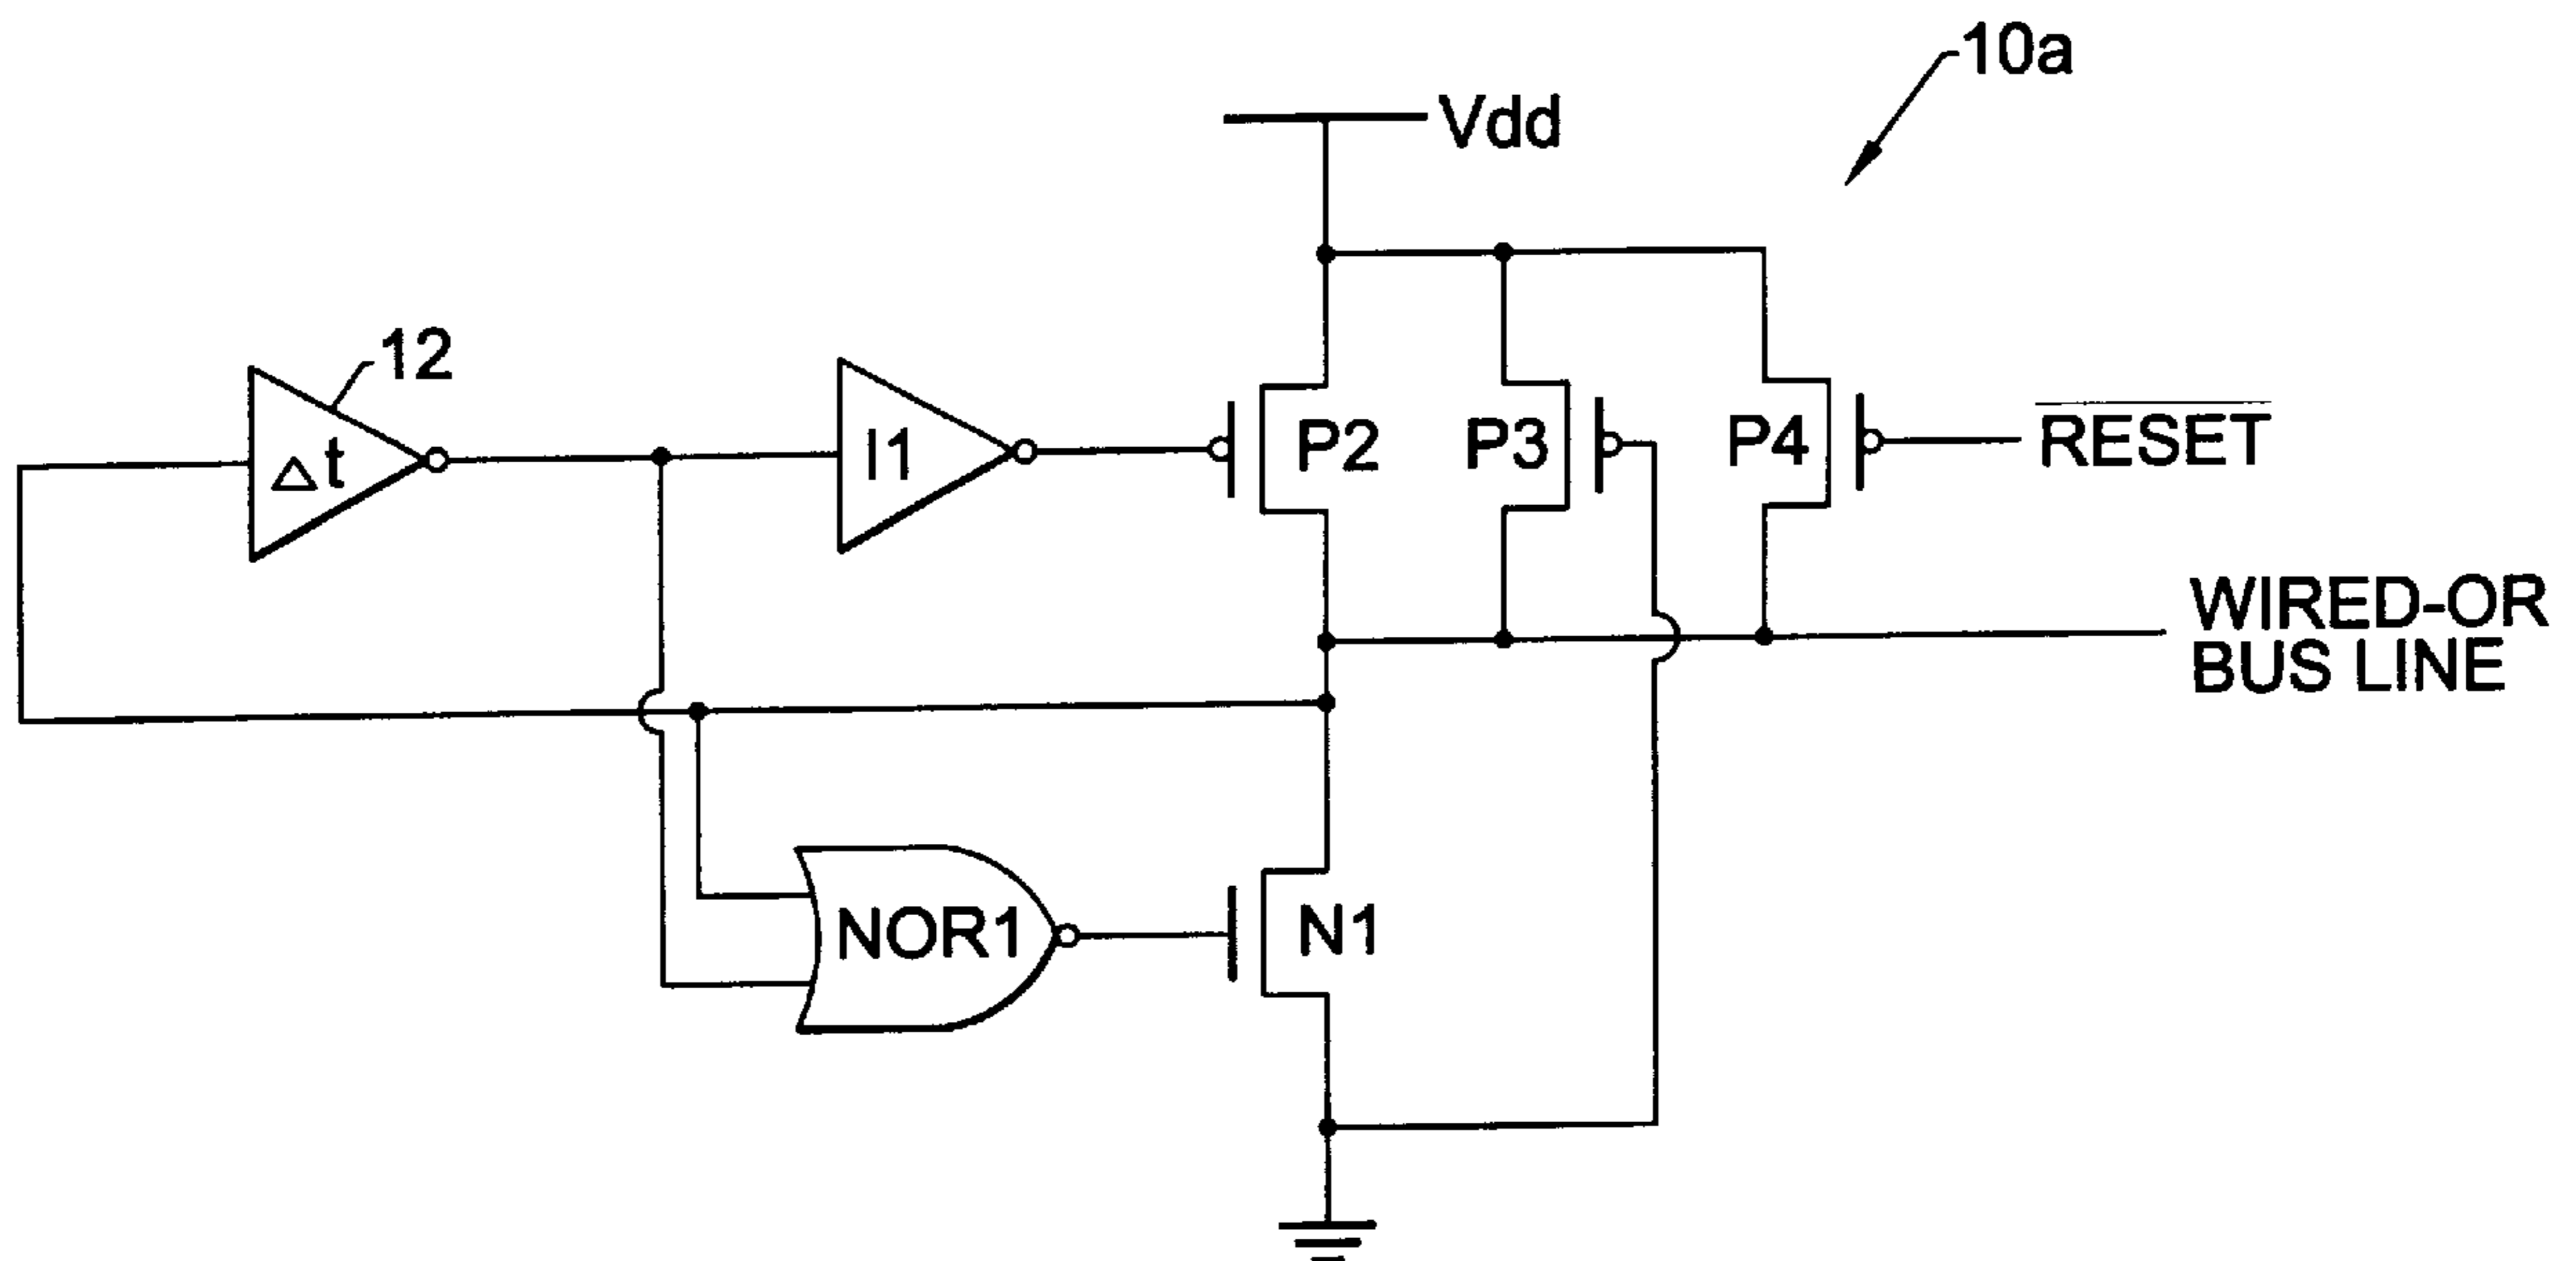 10a
Vdd
12
Δt
I1
P2
P3
P4
RESET
WIRED-OR
BUS LINE
NOR1
N1